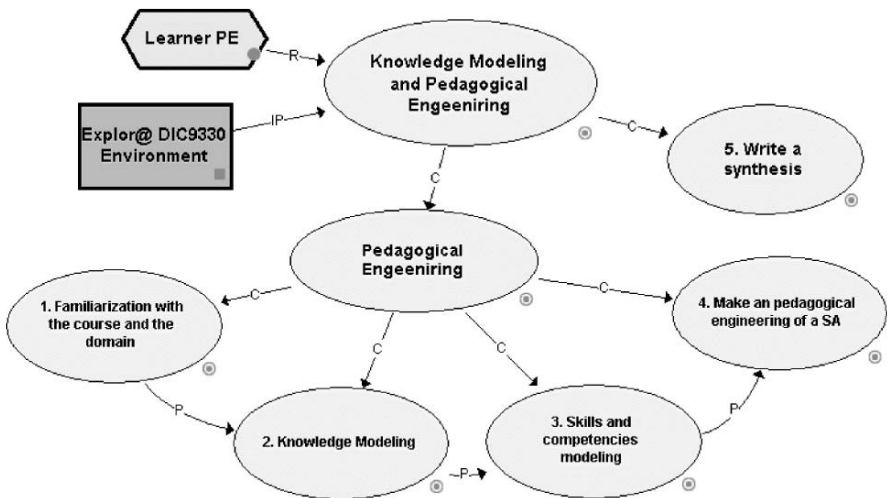 Learner PE
R
Knowledge Modeling
and Pedagogical
Engeeniring
Explor@ DIC9330
Environment
IP
C
5. Write a
synthesis
C
Pedagogical
Engeeniring
C
1. Familiarization with
the course and the
domain
C
4. Make an pedagogical
engineering of a SA
C
C
P
2. Knowledge Modeling
P
3. Skills and
competencies
modeling
P